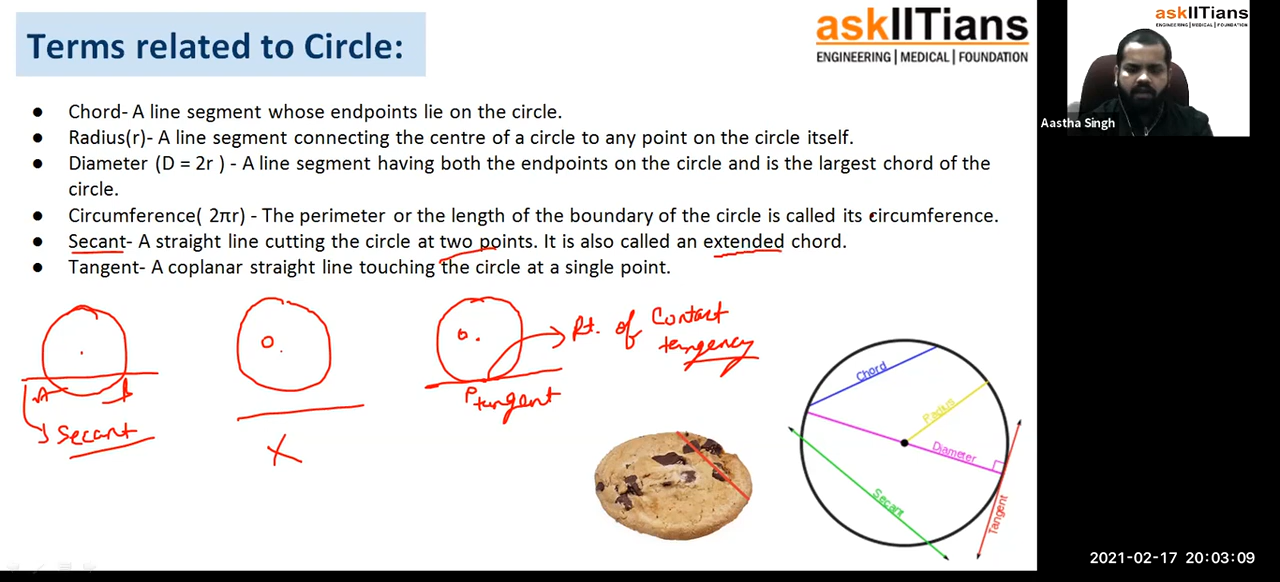 Terms related to Circle:
askIITians
ENGINEERING | MEDICAL | FOUNDATION
askIITians
ENGINEERING | MEDICAL | FOUNDATION
Aastha Singh
● Chord- A line segment whose endpoints lie on the circle.
● Radius(r)- A line segment connecting the centre of a circle to any point on the circle itself.
● Diameter (D = 2r ) - A line segment having both the endpoints on the circle and is the largest chord of the
circle.
● Circumference( 2πr) - The perimeter or the length of the boundary of the circle is called its circumference.
● Secant- A straight line cutting the circle at two points. It is also called an extended chord.
● Tangent- A coplanar straight line touching the circle at a single point.
A B
Secant
O
X
O
P
tangent
Pt. of Contact
tangency
Chord
Radius
Diameter
Secant
Tangent
2021-02-17 20:03:09